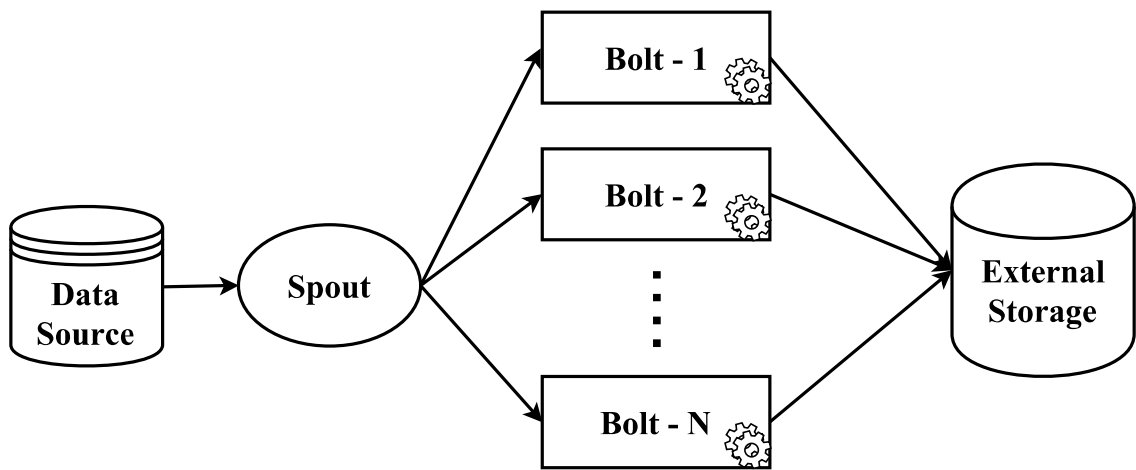 Data
Source
Spout
Bolt - 1
Bolt - 2
Bolt - N
External
Storage